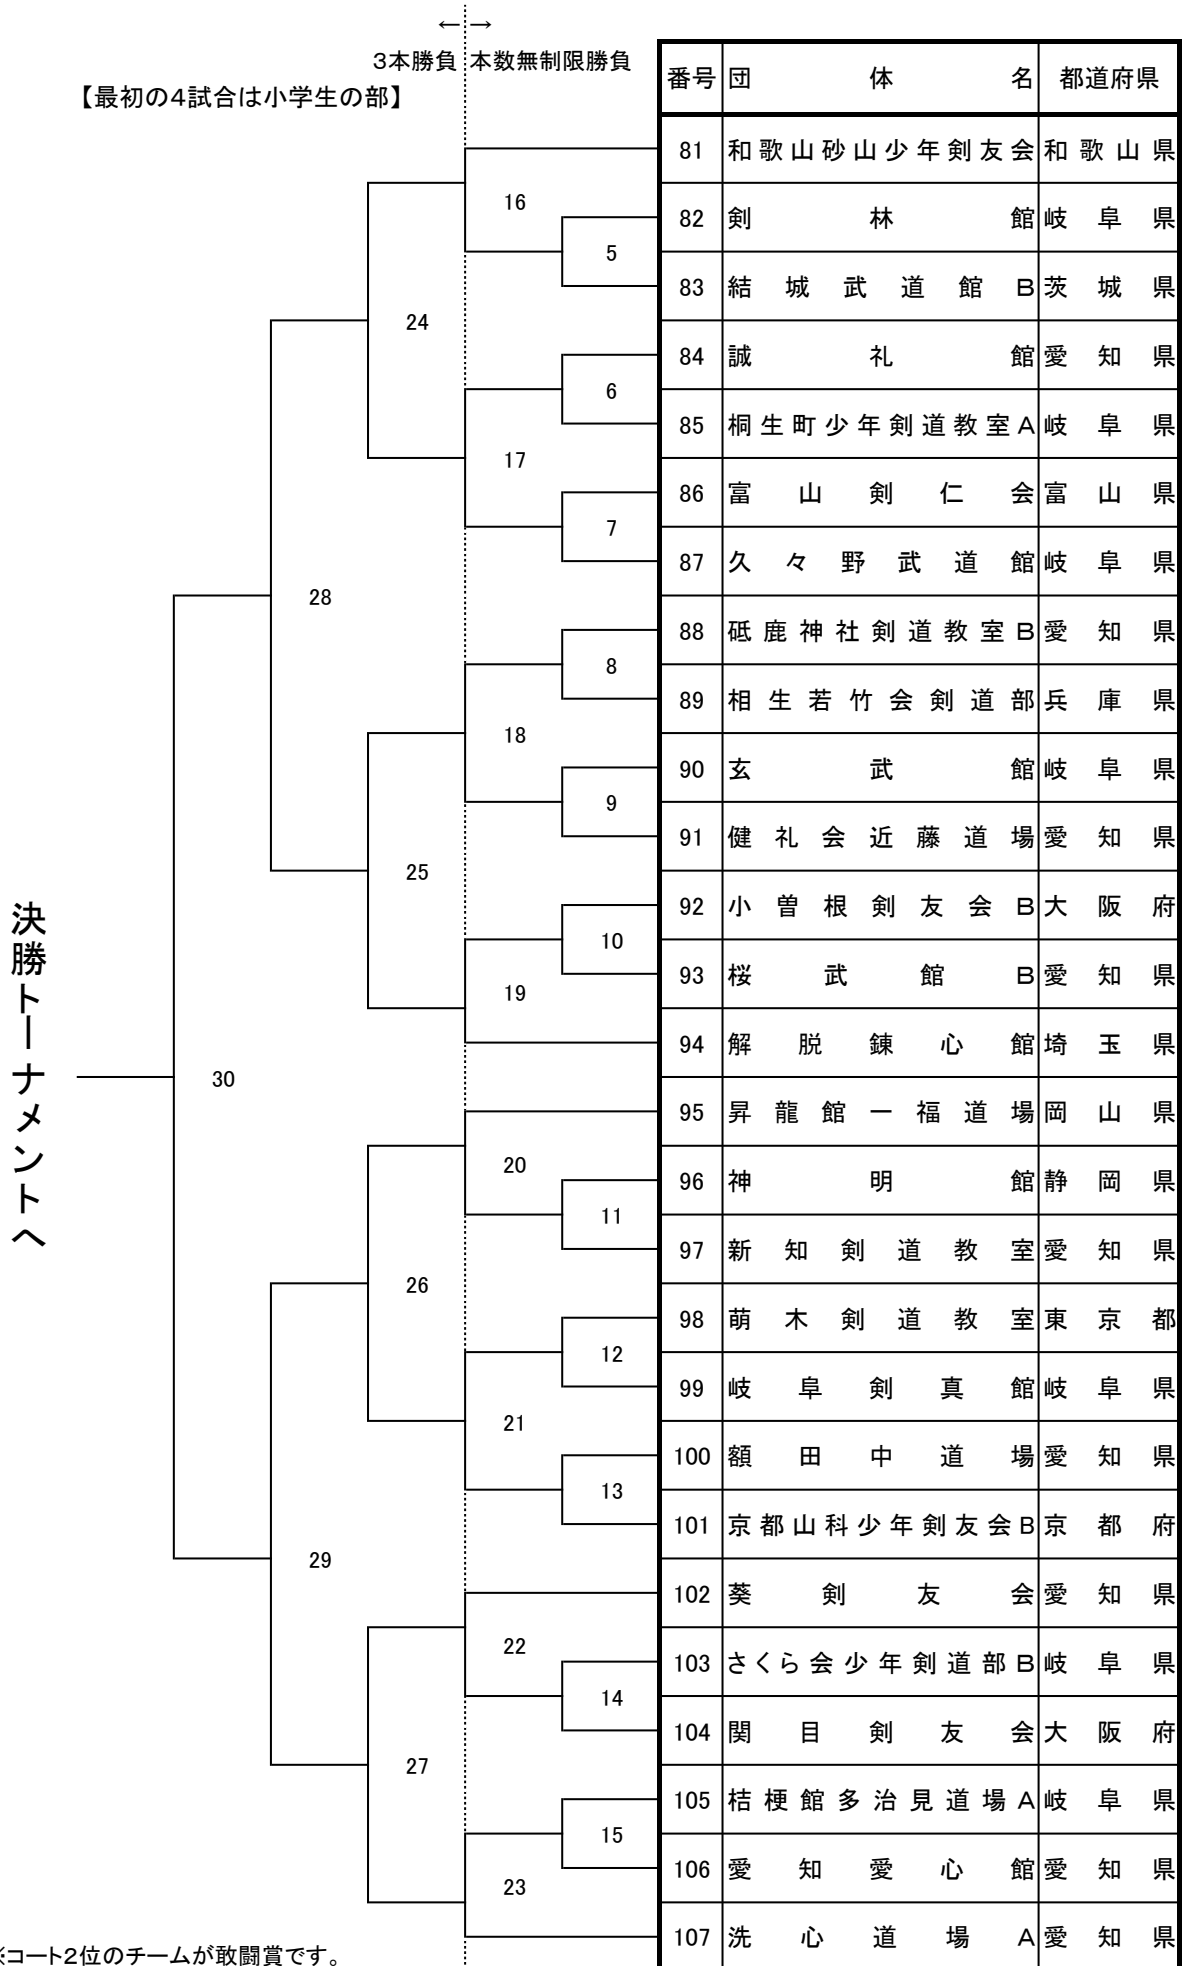 ←→
3本勝負 本数無制限勝負
【最初の4試合は小学生の部】
番号 団体名 都道府県
81 和歌山砂山少年剣友会 和歌山県
82 剣林館 岐阜県
83 結城武道館B 茨城県
84 誠礼館 愛知県
85 桐生町少年剣道教室A 岐阜県
86 富山剣仁会 富山県
87 久々野武道館 岐阜県
88 砥鹿神社剣道教室B 愛知県
89 相生若竹会剣道部 兵庫県
90 玄武館 岐阜県
91 健礼会近藤道場 愛知県
92 小曽根剣友会B 大阪府
93 桜武館B 愛知県
94 解脱錬心館 埼玉県
95 昇龍館一福道場 岡山県
96 神明館 静岡県
97 新知剣道教室 愛知県
98 萌木剣道教室 東京都
99 岐阜剣真館 岐阜県
100 額田中道場 愛知県
101 京都山科少年剣友会B 京都府
102 葵剣友会 愛知県
103 さくら会少年剣道部B 岐阜県
104 関目剣友会 大阪府
105 桔梗館多治見道場A 岐阜県
106 愛知愛心館 愛知県
107 洗心道場A 愛知県
16
5
24
6
17
7
28
8
18
9
25
10
19
30
20
11
26
12
21
13
29
22
14
27
15
23
決勝トーナメントへ
※コート2位のチームが敢闘賞です。